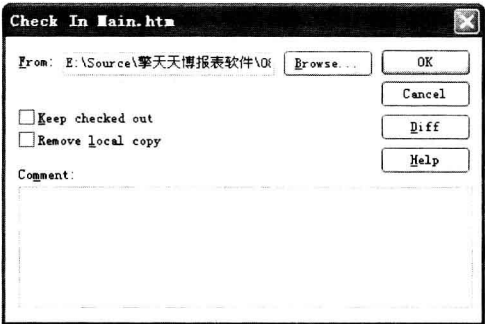 Check In Main.htm
From: E:\Source\擎天天博报表软件\08 Browse... OK
Cancel
Keep checked out
Diff
Remove local copy
Help
Comment: